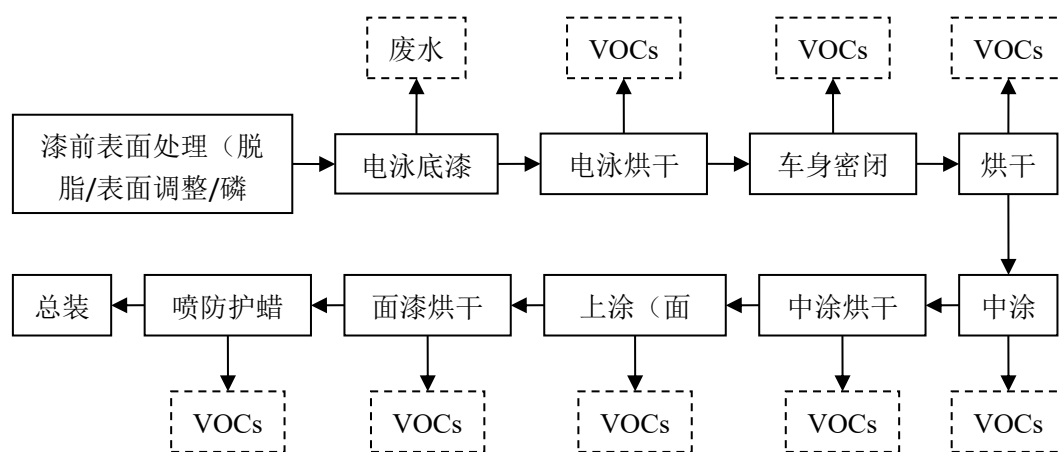 废水
VOCs
VOCs
VOCs
漆前表面处理（脱
脂/表面调整/磷
电泳底漆
电泳烘干
车身密闭
烘干
总装
喷防护蜡
面漆烘干
上涂（面
中涂烘干
中涂
VOCs
VOCs
VOCs
VOCs
VOCs